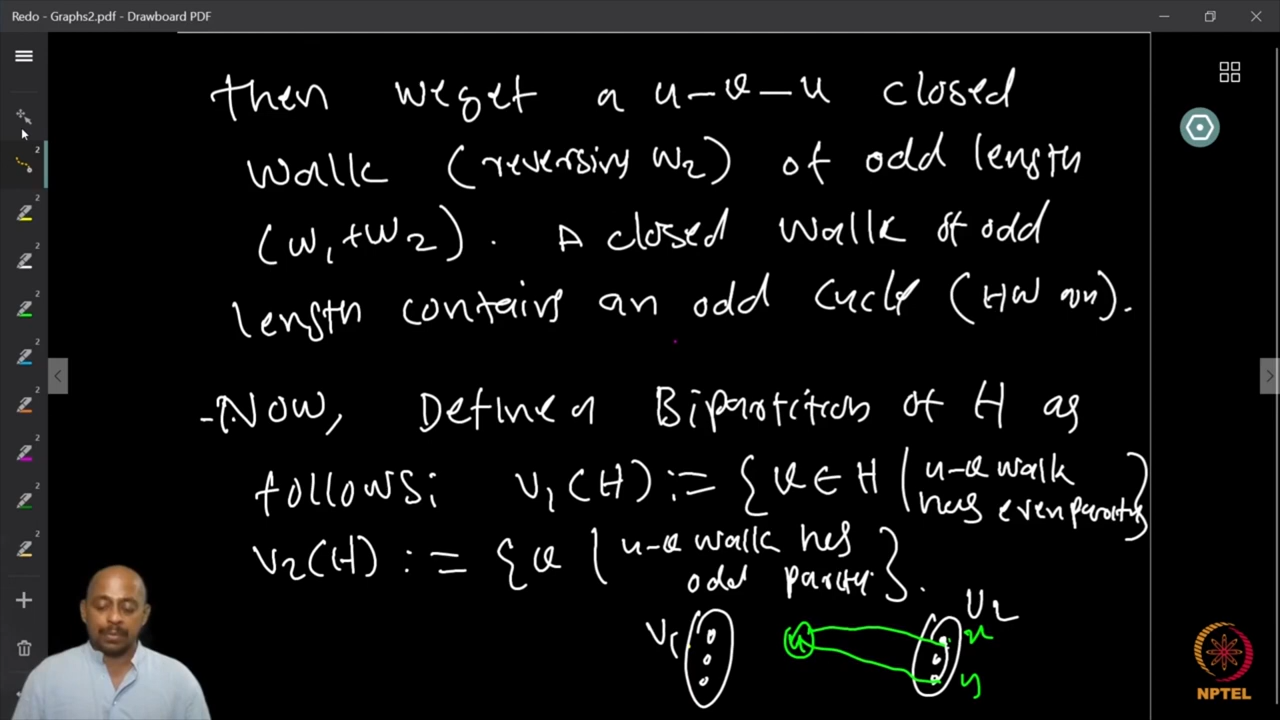 Redo - Graphs2.pdf - Drawboard PDF
then we get a u-v-u closed
walk (reversing w2) of odd length
(w1+w2). A closed walk of odd
length contains an odd cycle (HW qn).
-Now, Define a Bipartition of H as
follows: V1(H) := {v ∈ H | u-v walk
has even parity}
V2(H) := {v | u-v walk has
odd parity}.
V1 u V2
x
y
NPTEL